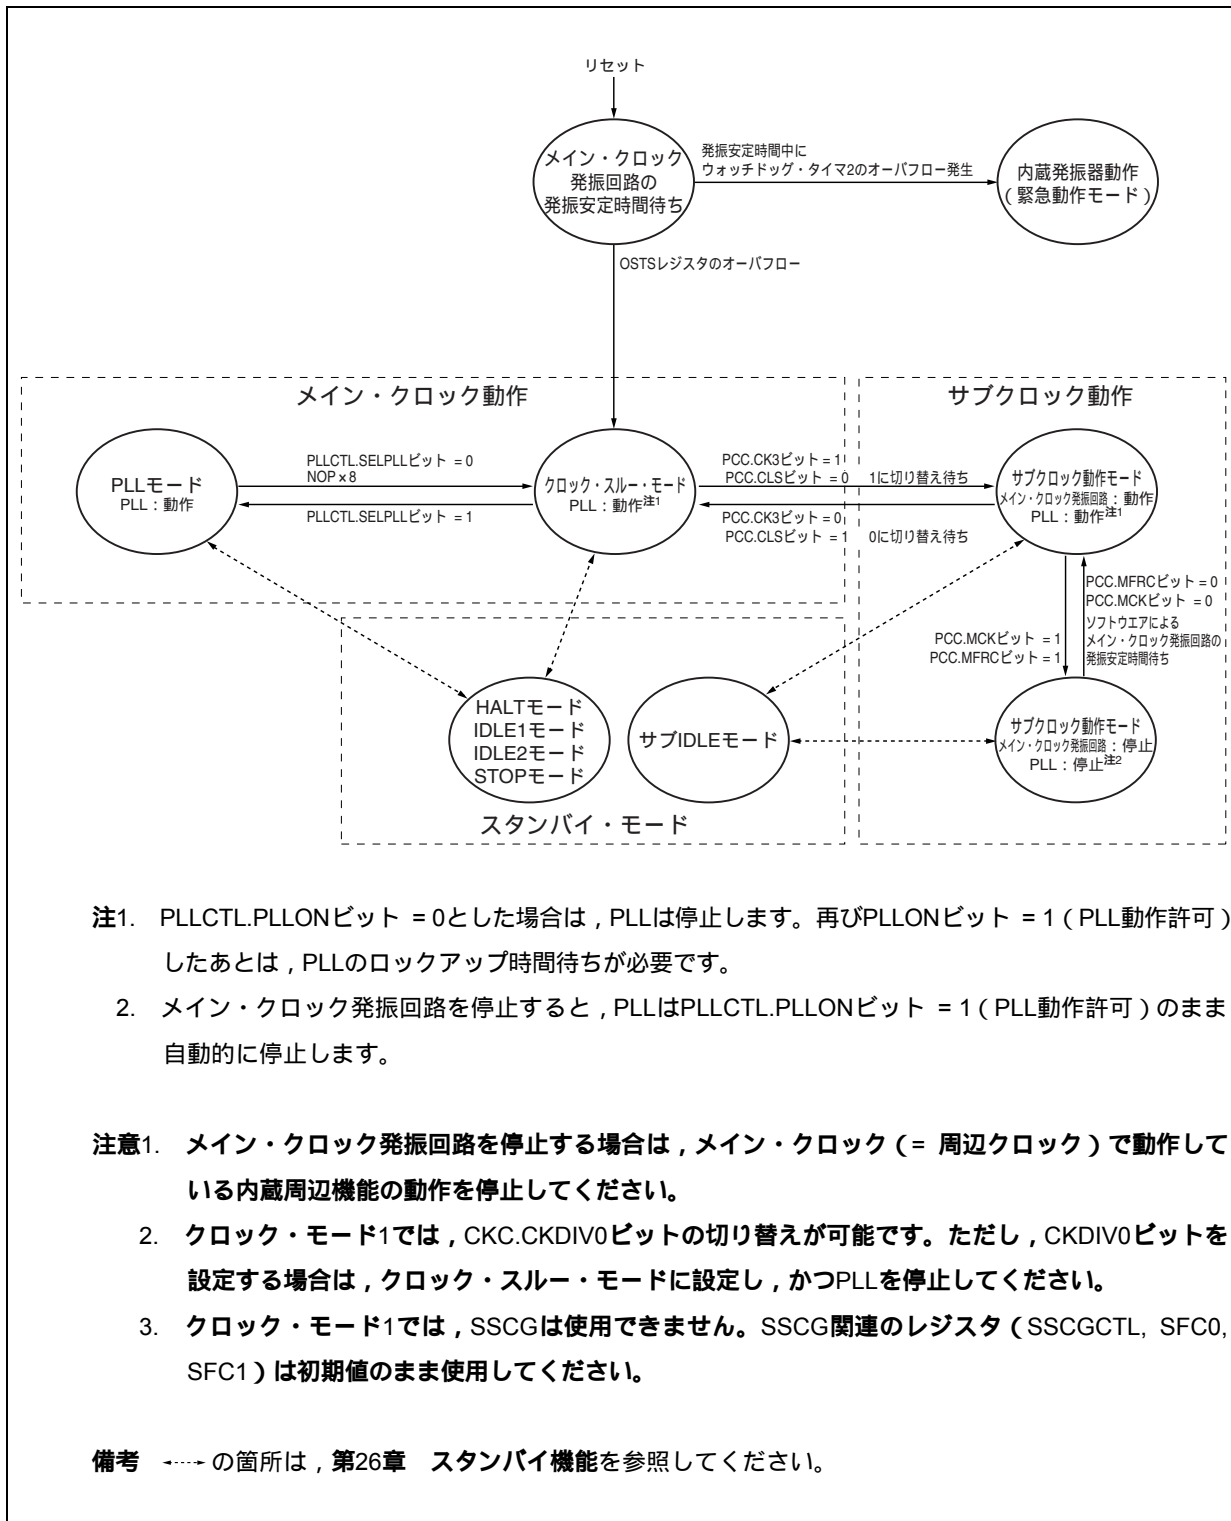 リセット
メイン・クロック
発振回路の
発振安定時間待ち
発振安定時間中に
ウォッチドッグ・タイマ2のオーバフロー発生
内蔵発振器動作
(緊急動作モード)
OSTSレジスタのオーバフロー
メイン・クロック動作
サブクロック動作
PLLモード
PLL：動作
PLLCTL.SELPLLビット = 0
NOP×8
PLLCTL.SELPLLビット = 1
クロック・スルー・モード
PLL：動作注1
PCC.CK3ビット = 1
PCC.CLSビット = 0 1に切り替え待ち
PCC.CK3ビット = 0
PCC.CLSビット = 1 0に切り替え待ち
サブクロック動作モード
メイン・クロック発振回路：動作
PLL：動作注1
PCC.MFRCビット = 0
PCC.MCKビット = 0
ソフトウエアによる
メイン・クロック発振回路の
発振安定時間待ち
PCC.MCKビット = 1
PCC.MFRCビット = 1
HALTモード
IDLE1モード
IDLE2モード
STOPモード
サブIDLEモード
サブクロック動作モード
メイン・クロック発振回路：停止
PLL：停止注2
スタンバイ・モード
注1. PLLCTL.PLLONビット = 0とした場合は，PLLは停止します。再びPLLONビット = 1（PLL動作許可）
したあとは，PLLのロックアップ時間待ちが必要です。
2. メイン・クロック発振回路を停止すると，PLLはPLLCTL.PLLONビット = 1（PLL動作許可）のまま
自動的に停止します。
注意1. メイン・クロック発振回路を停止する場合は，メイン・クロック（= 周辺クロック）で動作して
いる内蔵周辺機能の動作を停止してください。
2. クロック・モード1では，CKC.CKDIV0ビットの切り替えが可能です。ただし，CKDIV0ビットを
設定する場合は，クロック・スルー・モードに設定し，かつPLLを停止してください。
3. クロック・モード1では，SSCGは使用できません。SSCG関連のレジスタ（SSCGCTL, SFC0,
SFC1）は初期値のまま使用してください。
備考 ←----→ の箇所は，第26章 スタンバイ機能を参照してください。